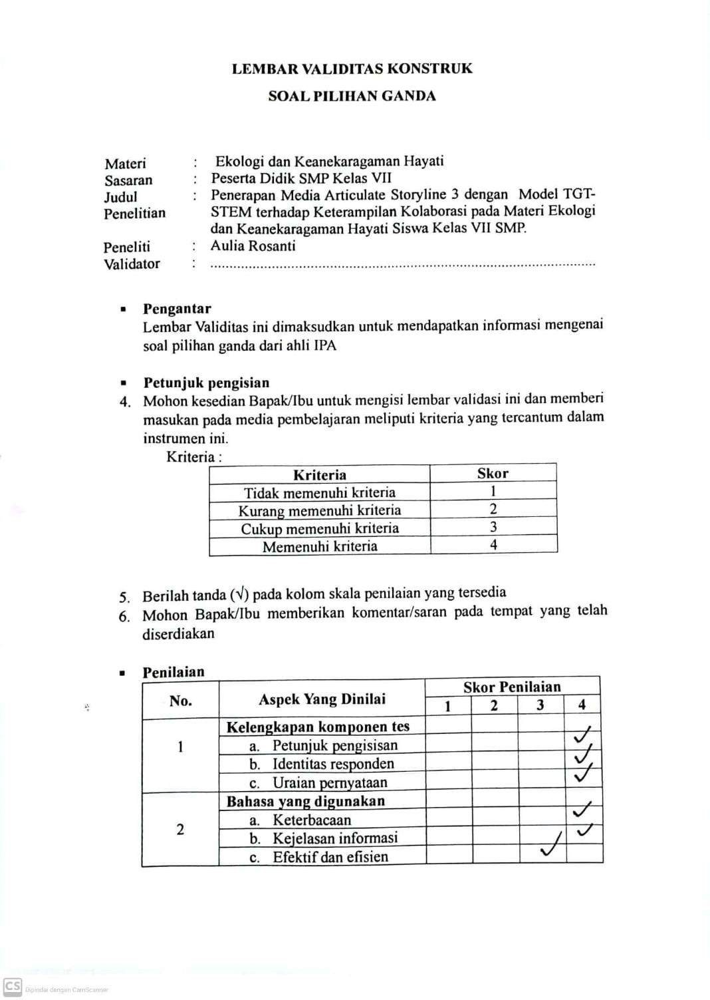 LEMBAR VALIDITAS KONSTRUK
SOAL PILIHAN GANDA
Materi : Ekologi dan Keanekaragaman Hayati
Sasaran : Peserta Didik SMP Kelas VII
Judul : Penerapan Media Articulate Storyline 3 dengan Model TGT-
Penelitian STEM terhadap Keterampilan Kolaborasi pada Materi Ekologi
dan Keanekaragaman Hayati Siswa Kelas VII SMP.
Peneliti : Aulia Rosanti
Validator : ....................................................................................................
▪ Pengantar
Lembar Validitas ini dimaksudkan untuk mendapatkan informasi mengenai
soal pilihan ganda dari ahli IPA
▪ Petunjuk pengisian
4. Mohon kesedian Bapak/Ibu untuk mengisi lembar validasi ini dan memberi
masukan pada media pembelajaran meliputi kriteria yang tercantum dalam
instrumen ini.
Kriteria :
Kriteria Skor
Tidak memenuhi kriteria 1
Kurang memenuhi kriteria 2
Cukup memenuhi kriteria 3
Memenuhi kriteria 4
5. Berilah tanda (√) pada kolom skala penilaian yang tersedia
6. Mohon Bapak/Ibu memberikan komentar/saran pada tempat yang telah
diserdiakan
▪ Penilaian
No. Aspek Yang Dinilai Skor Penilaian
1 2 3 4
Kelengkapan komponen tes
1 a. Petunjuk pengisisan ✓
b. Identitas responden ✓
c. Uraian pernyataan ✓
Bahasa yang digunakan
a. Keterbacaan ✓
2 b. Kejelasan informasi ✓
c. Efektif dan efisien ✓
CS Dipindai dengan CamScanner